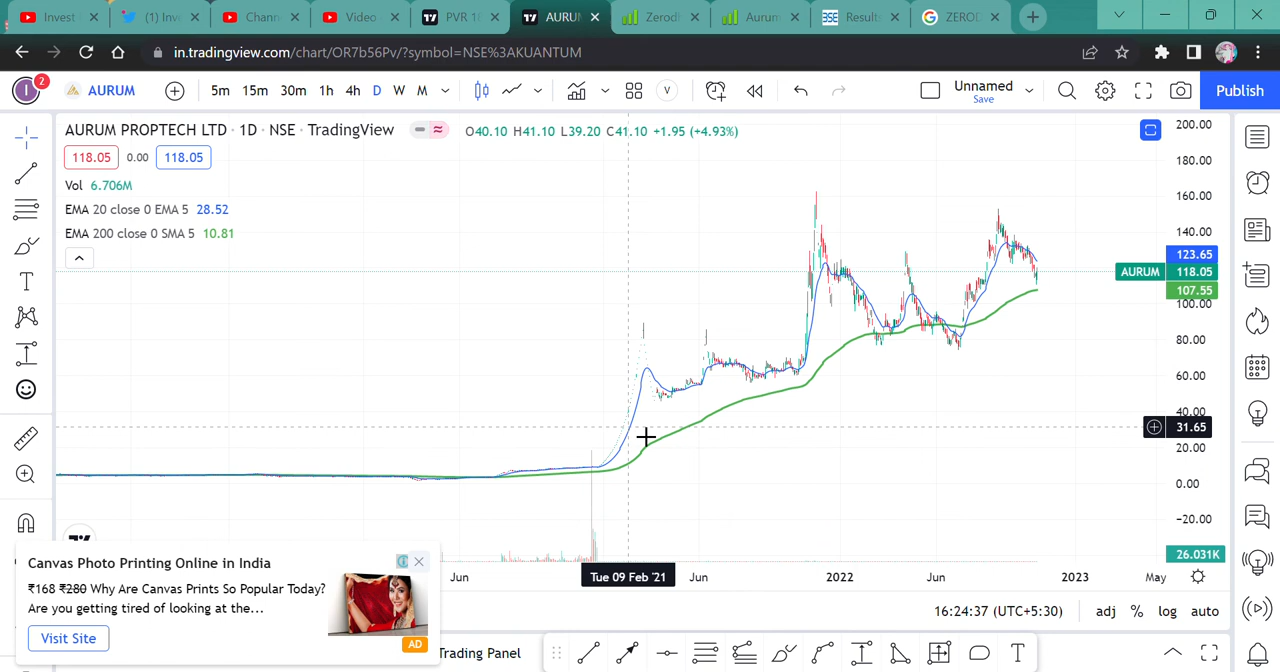 Invest
(1) Inv
Chann
Video
PVR 1
AURUM
Zerod
Aurum
BSE Results
G ZEROD
in.tradingview.com/chart/OR7b56Pv/?symbol=NSE%3AKUANTUM
I 2 AURUM 5m 15m 30m 1h 4h D W M V Unnamed Save Publish
AURUM PROPTECH LTD · 1D · NSE · TradingView O40.10 H41.10 L39.20 C41.10 +1.95 (+4.93%)
118.05 0.00 118.05
Vol 6.706M
EMA 20 close 0 EMA 5 28.52
EMA 200 close 0 SMA 5 10.81
200.00
180.00
160.00
140.00
123.65
AURUM 118.05
107.55
100.00
80.00
60.00
40.00
31.65
20.00
0.00
−20.00
26.031K
Jun Tue 09 Feb '21 Jun 2022 Jun 2023 May
Canvas Photo Printing Online in India
₹168 ₹280 Why Are Canvas Prints So Popular Today?
Are you getting tired of looking at the...
Visit Site
AD
16:24:37 (UTC+5:30) adj % log auto
Trading Panel